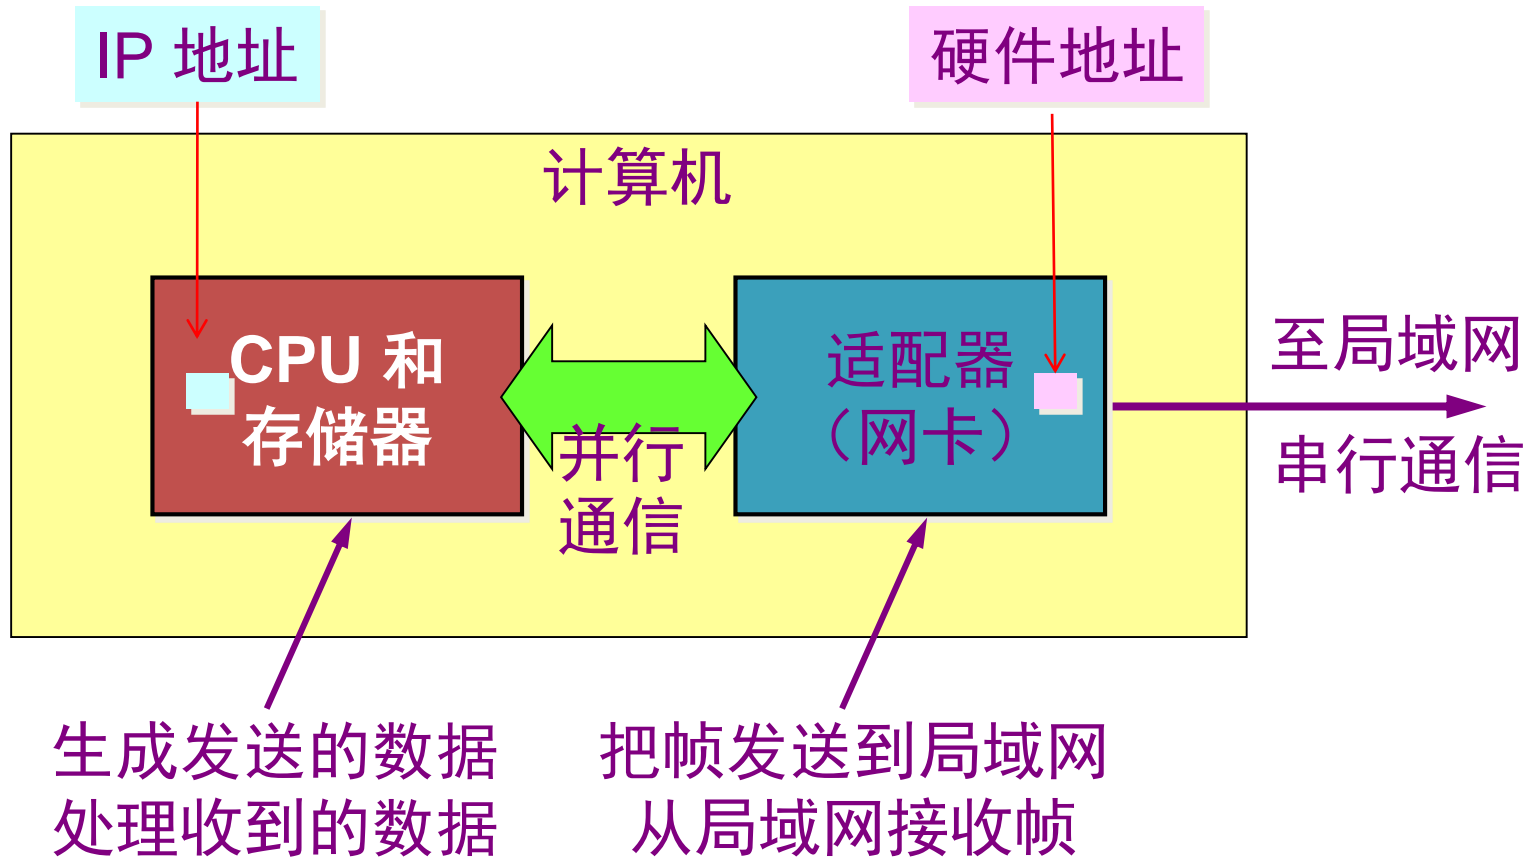 IP 地址
硬件地址
计算机
CPU 和
存储器
并行
通信
适配器
（网卡）
至局域网
串行通信
生成发送的数据
处理收到的数据
把帧发送到局域网
从局域网接收帧